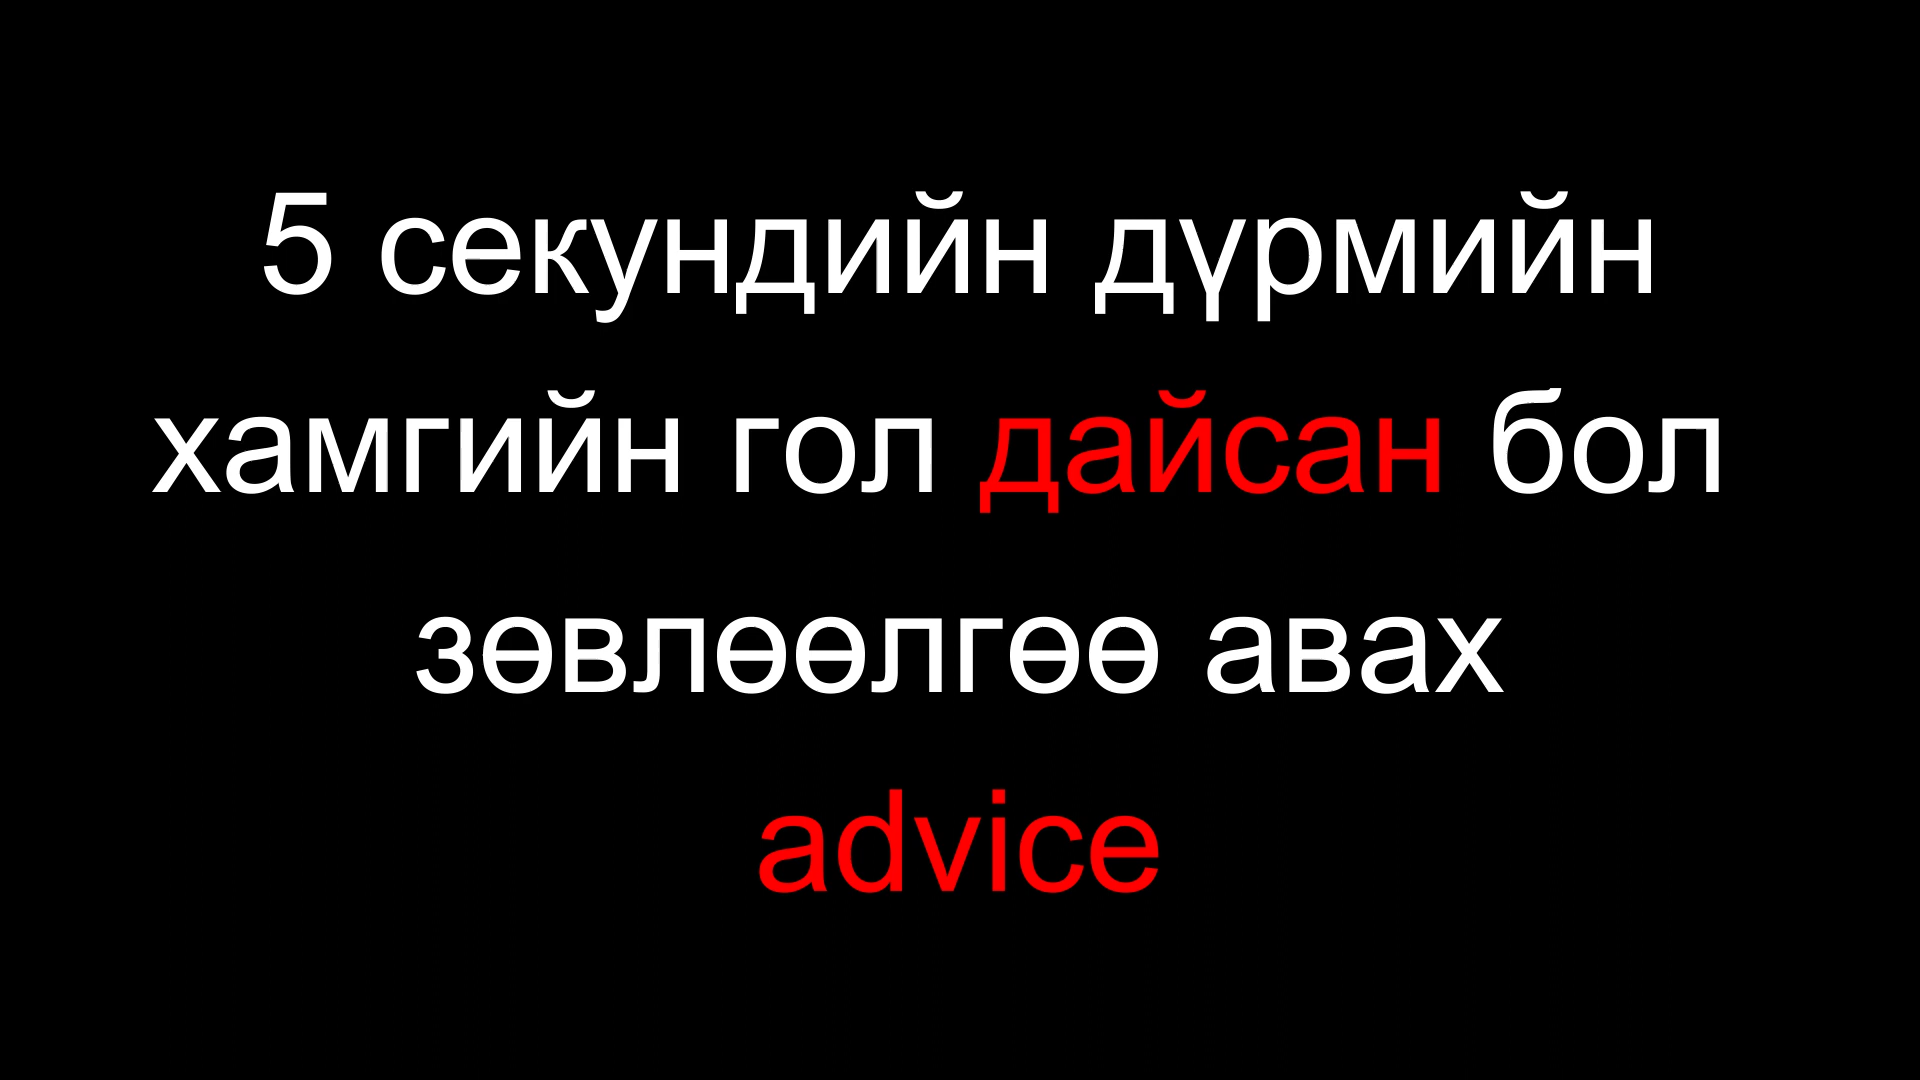 5 секундийн дүрмийн
хамгийн гол дайсан бол
зөвлөөлгөө авах
advice